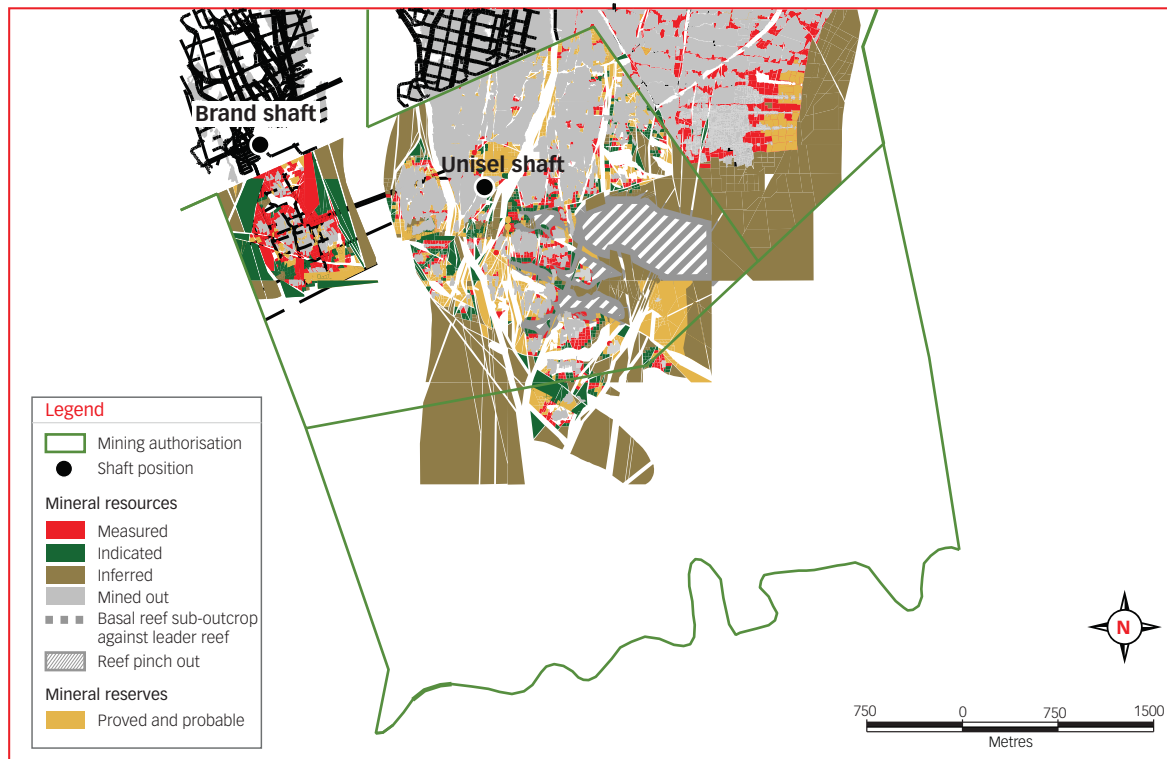 Brand shaft
Unisel shaft
Legend
Mining authorisation
Shaft position
Mineral resources
Measured
Indicated
Inferred
Mined out
Basal reef sub-outcrop
against leader reef
Reef pinch out
Mineral reserves
Proved and probable
N
750 0 750 1500
Metres